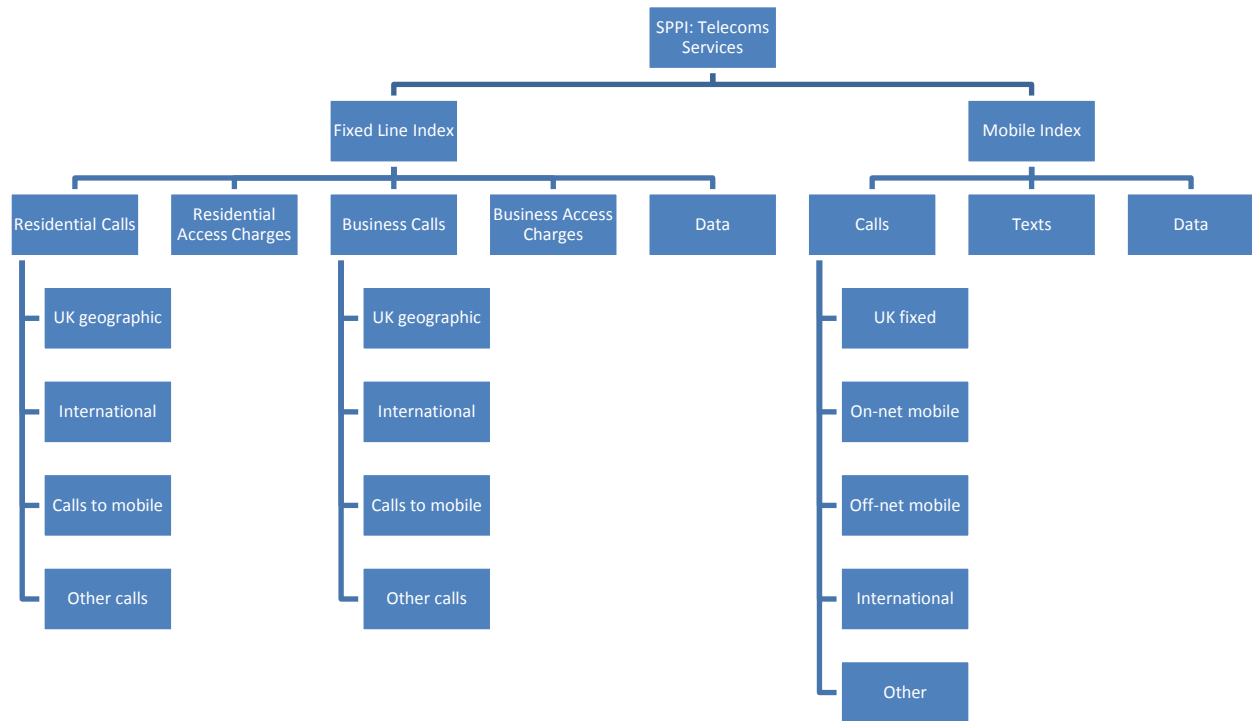 SPPI: Telecoms
Services
Fixed Line Index
Mobile Index
Residential Calls
Residential
Access Charges
Business Calls
Business Access
Charges
Data
Calls
Texts
Data
UK geographic
UK geographic
UK fixed
International
International
On-net mobile
Calls to mobile
Calls to mobile
Off-net mobile
Other calls
Other calls
International
Other